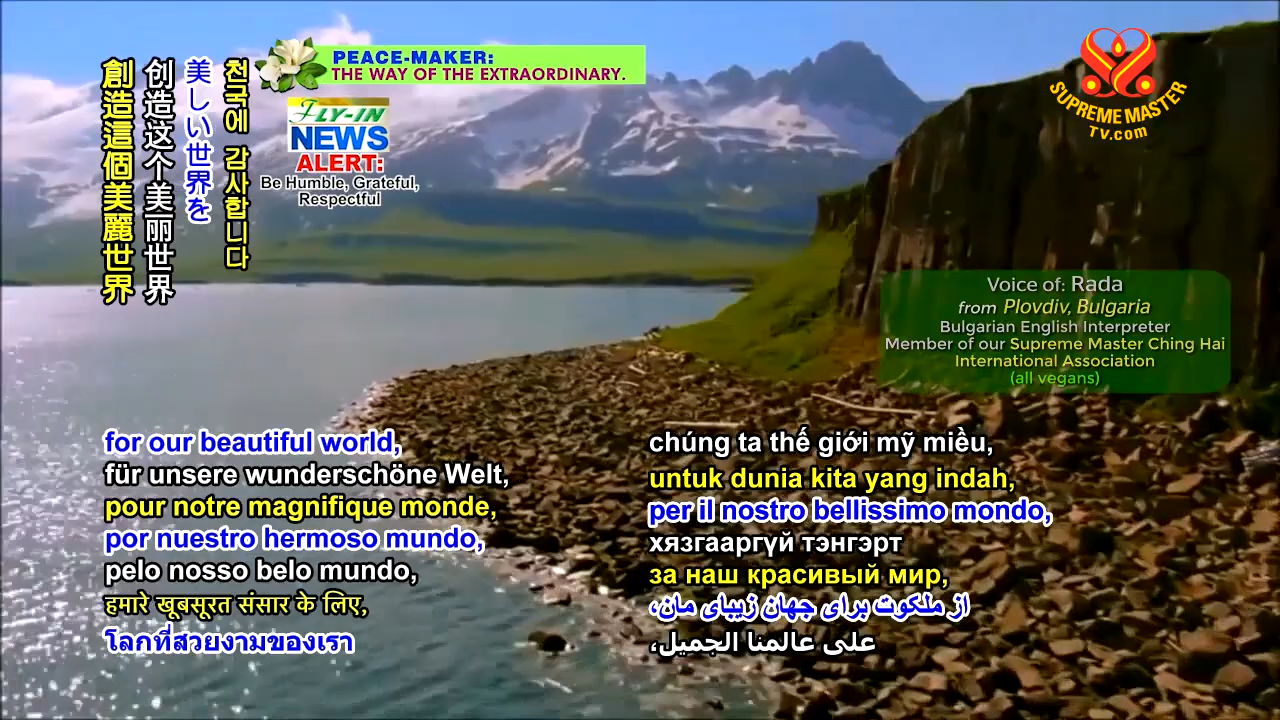 創造這個美麗世界
创造这个美丽世界
美しい世界を
천국에 감사합니다
PEACE-MAKER:
THE WAY OF THE EXTRAORDINARY.
FLY-IN
NEWS
ALERT:
Be Humble, Grateful,
Respectful
SUPREME MASTER
TV.com
Voice of: Rada
from Plovdiv, Bulgaria
Bulgarian English Interpreter
Member of our Supreme Master Ching Hai
International Association
(all vegans)
for our beautiful world,
für unsere wunderschöne Welt,
pour notre magnifique monde,
por nuestro hermoso mundo,
pelo nosso belo mundo,
हमारे खूबसूरत संसार के लिए,
โลกที่สวยงามของเรา
chúng ta thế giới mỹ miều,
untuk dunia kita yang indah,
per il nostro bellissimo mondo,
хязгааргүй тэнгэрт
за наш красивый мир,
از ملکوت برای جهان زیبای مان،
على عالمنا الجميل،